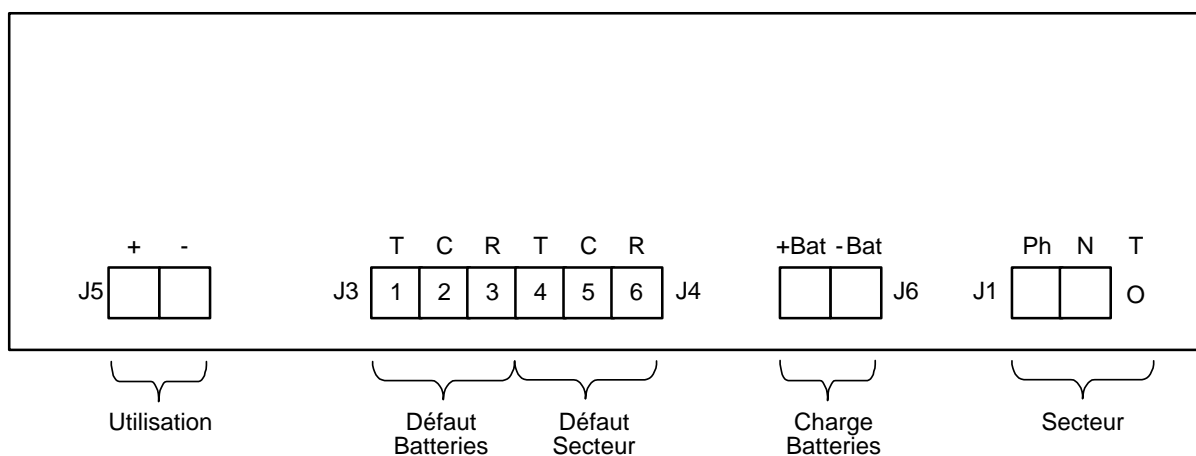 + -
T C R T C R
+Bat -Bat
Ph N T
J5
J3 1 2 3 4 5 6 J4
J6
J1 O
Utilisation
Défaut
Batteries
Défaut
Secteur
Charge
Batteries
Secteur